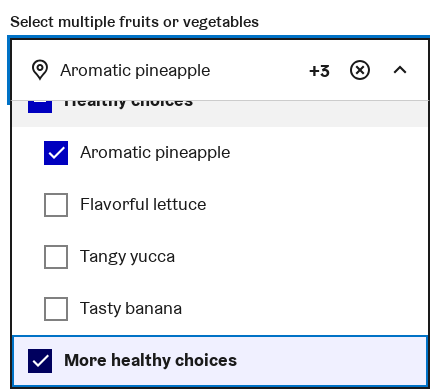 Select multiple fruits or vegetables
Aromatic pineapple +3
Healthy choices
Aromatic pineapple
Flavorful lettuce
Tangy yucca
Tasty banana
More healthy choices